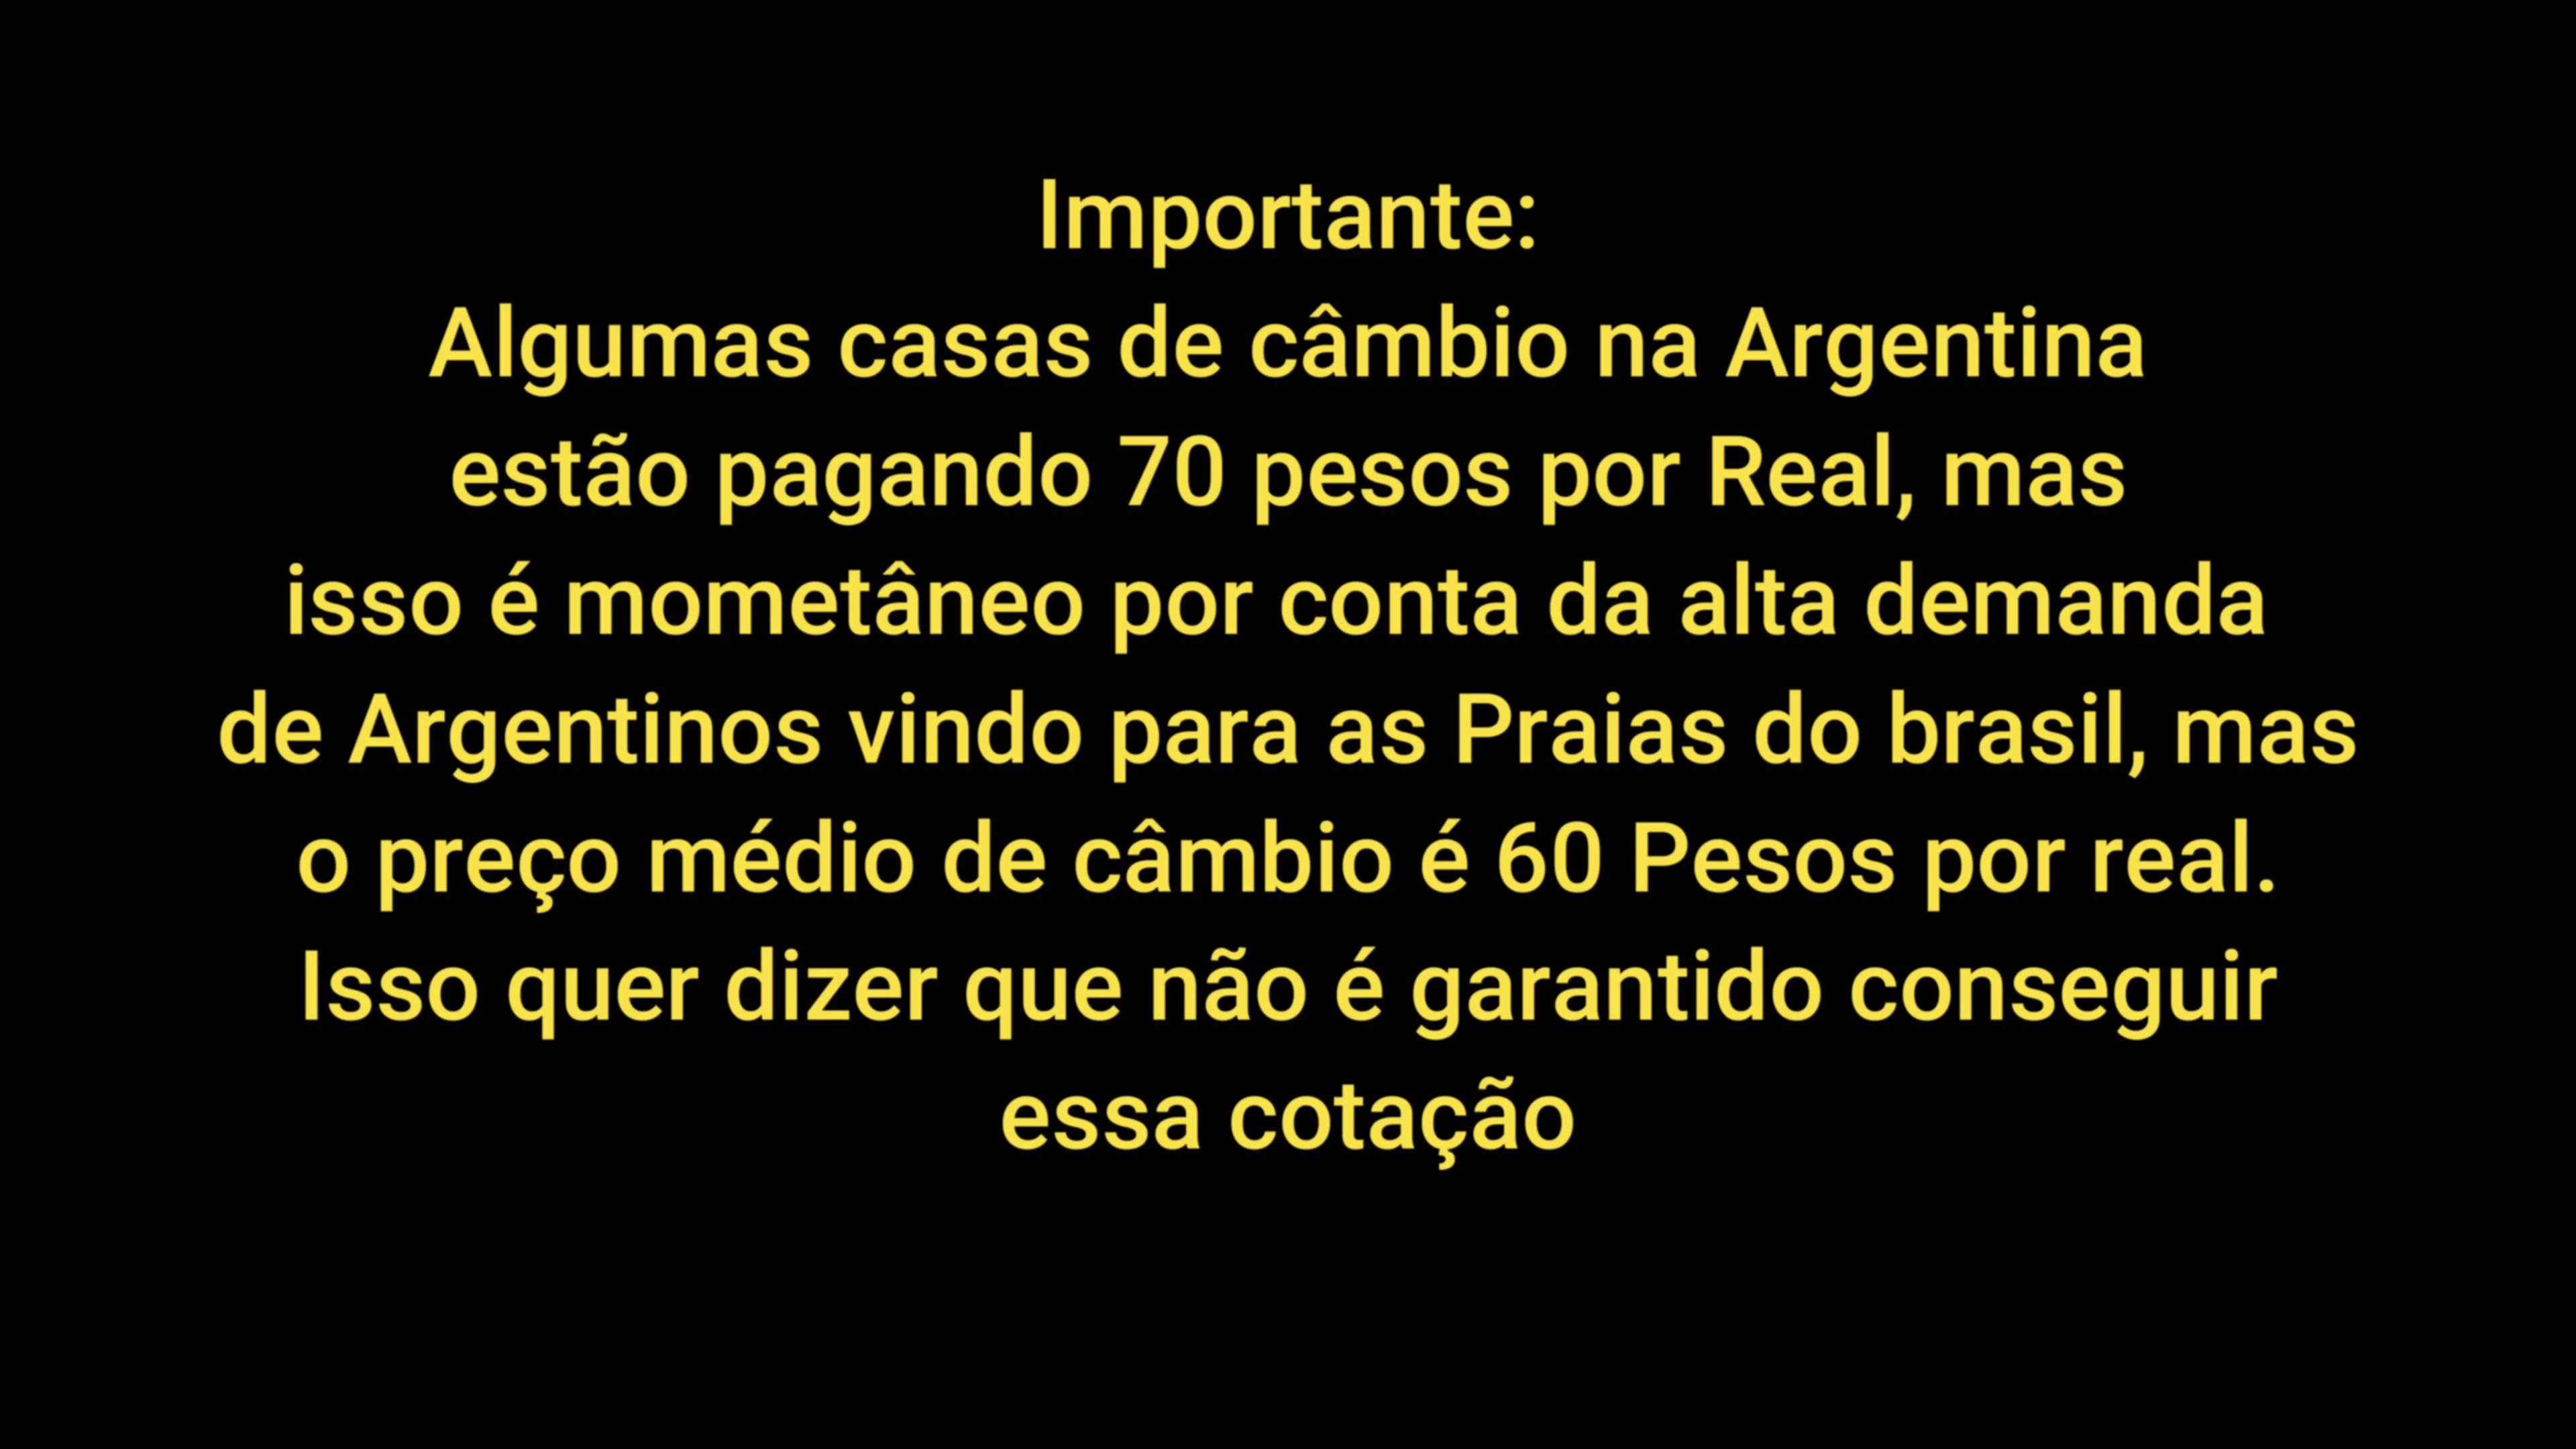 Importante:
Algumas casas de câmbio na Argentina
estão pagando 70 pesos por Real, mas
isso é mometâneo por conta da alta demanda
de Argentinos vindo para as Praias do brasil, mas
o preço médio de câmbio é 60 Pesos por real.
Isso quer dizer que não é garantido conseguir
essa cotação